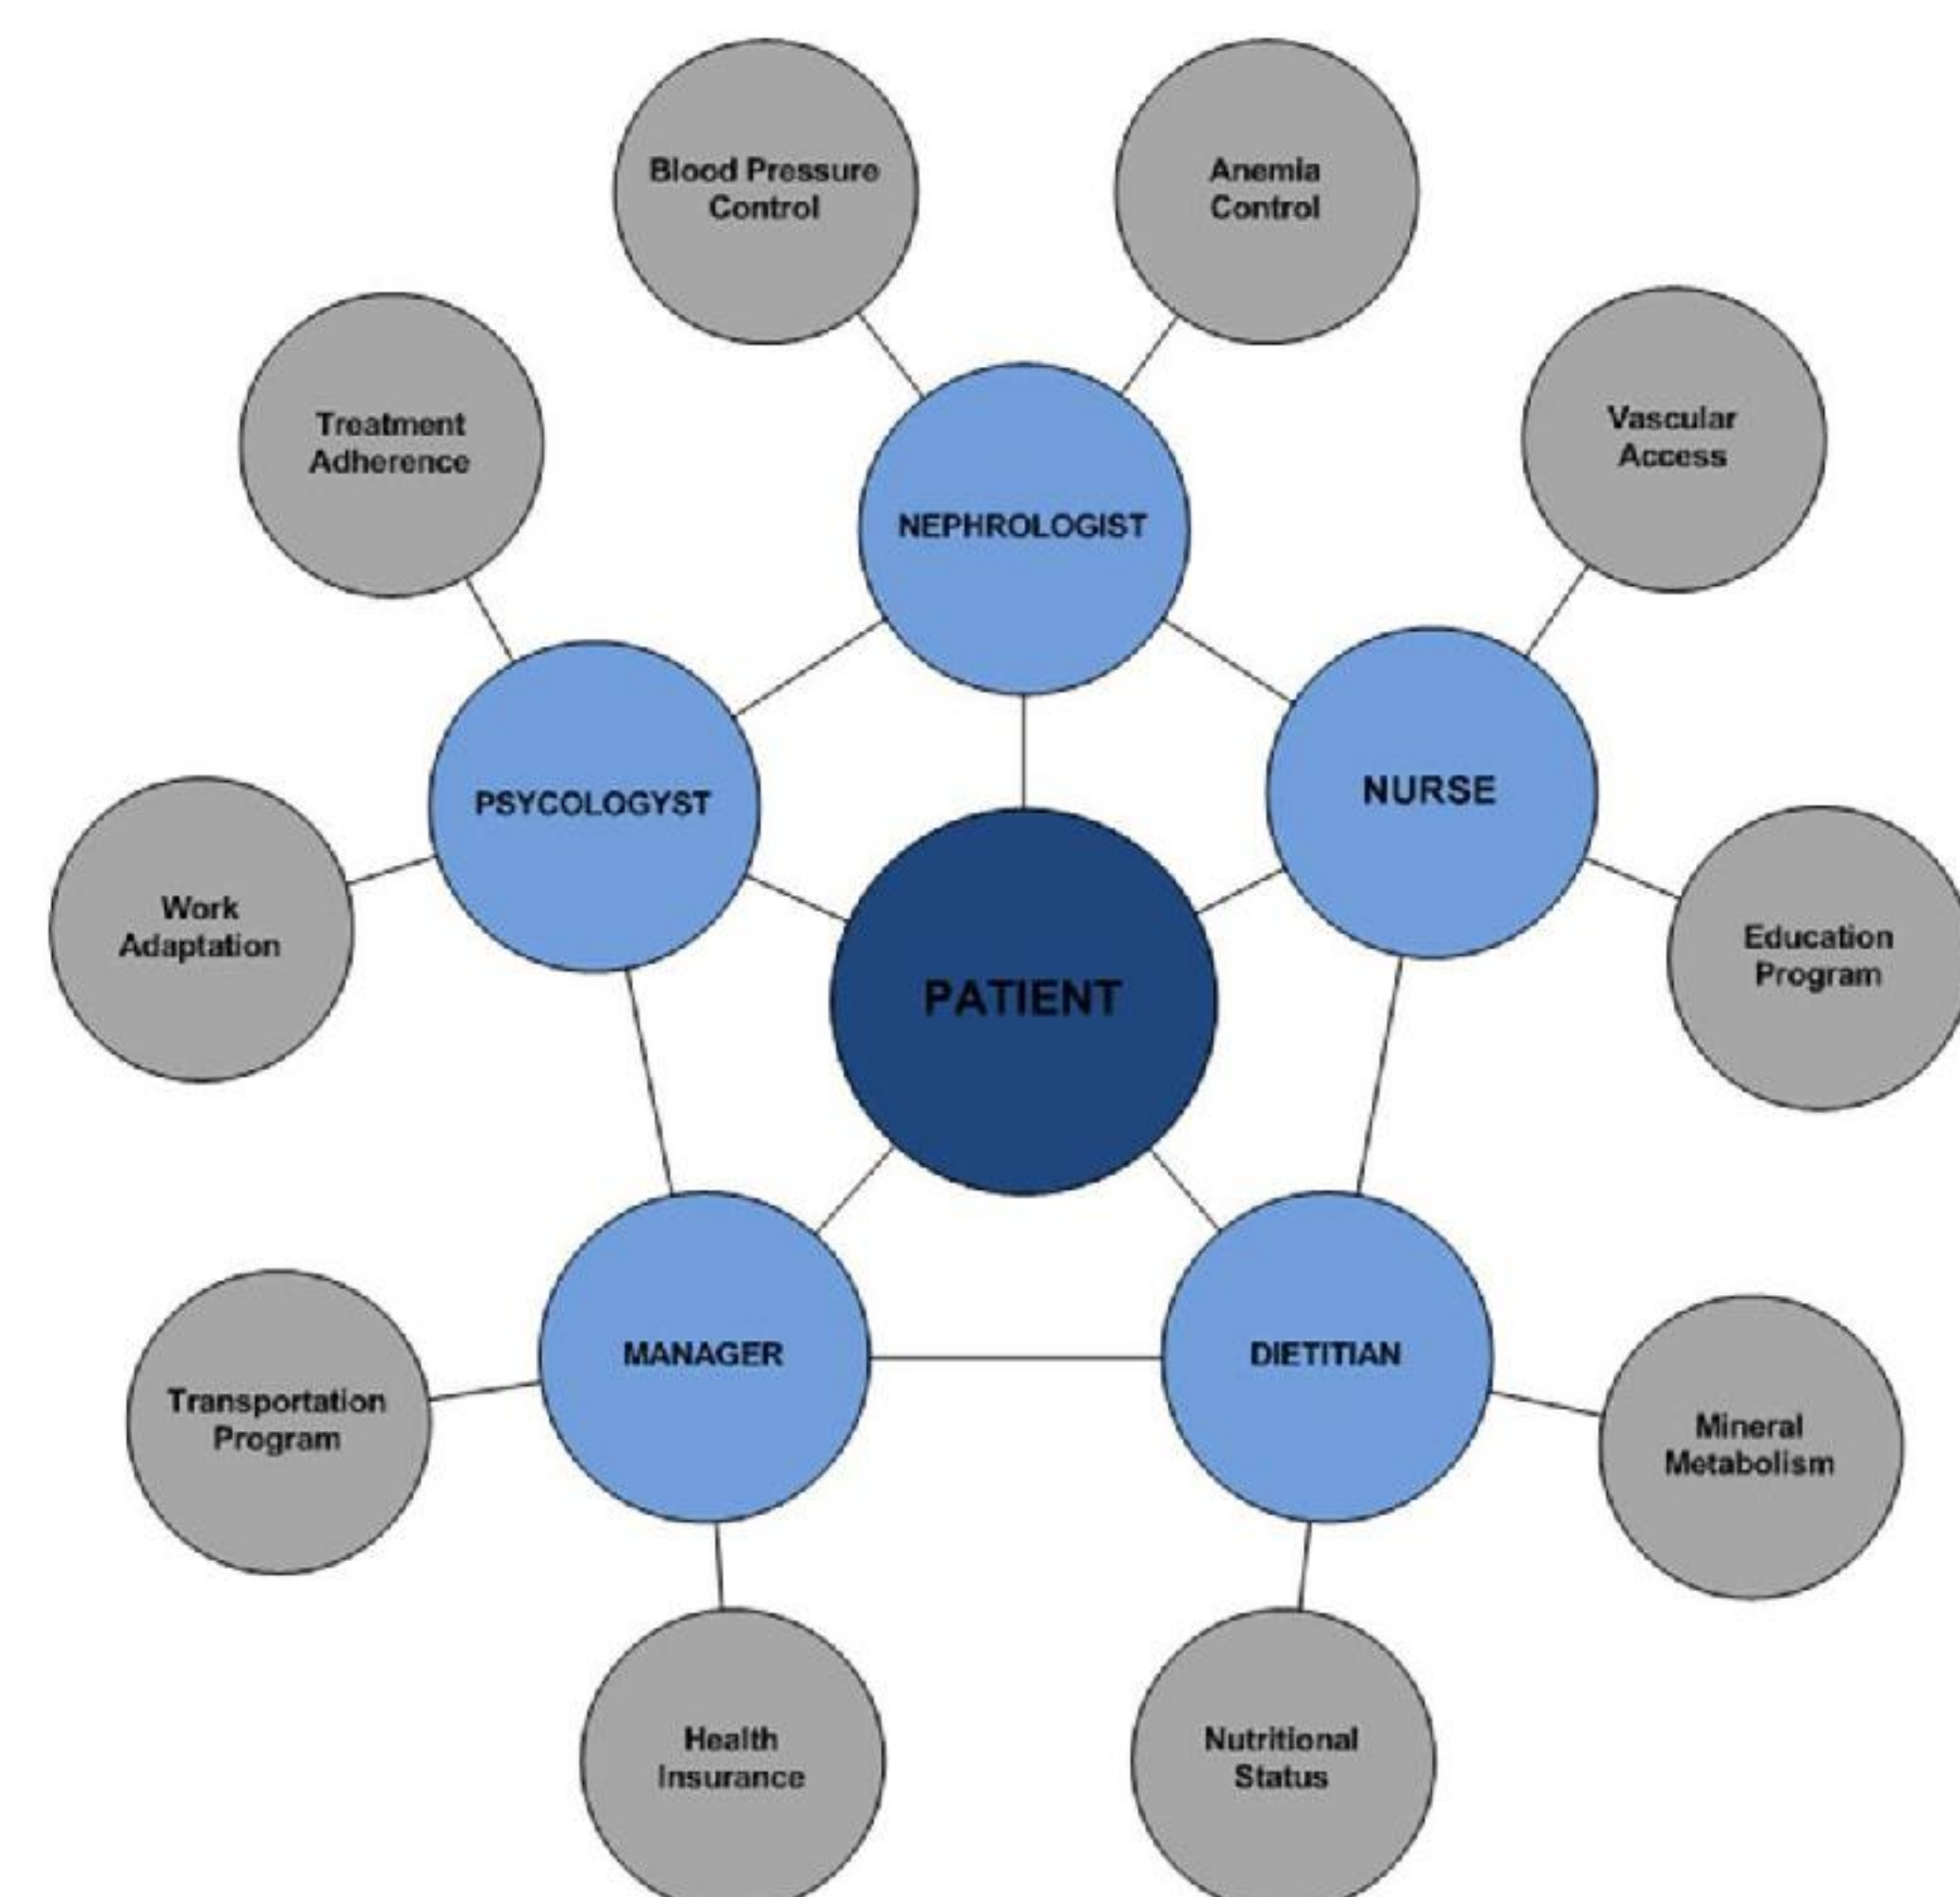 Blood Pressure
Control
Anemia
Control
Treatment
Adherence
Vascular
Access
NEPHROLOGIST
PSYCOLOGYST
NURSE
Work
Adaptation
Education
Program
PATIENT
MANAGER
DIETITIAN
Transportation
Program
Mineral
Metabolism
Health
Insurance
Nutritional
Status